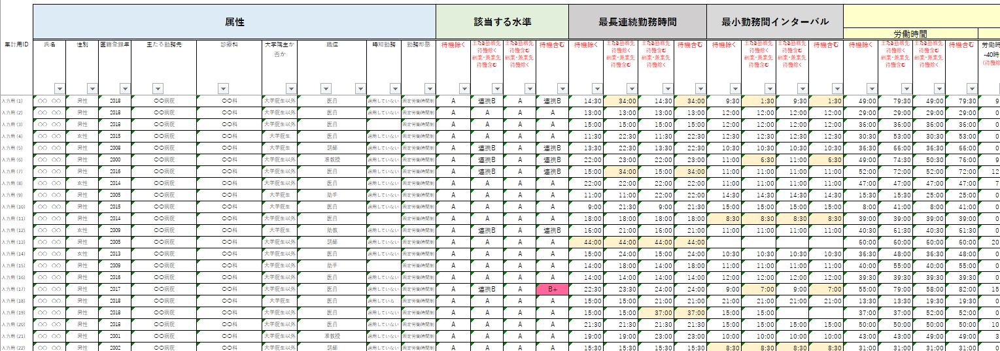 属性 該当する水準 最長連続勤務時間 最小勤務間インターバル
労働時間
集計用ID 氏名 性別 医籍登録年 主たる勤務先 診療科 大学院生か否か 職位 時短勤務 勤務形態 待機除く 主たる勤務先待機除く副業・兼業先待機含む 主たる勤務先待機含む副業・兼業先待機除く 待機含む 待機除く 主たる勤務先待機除く副業・兼業先待機含む 主たる勤務先待機含む副業・兼業先待機除く 待機含む 待機除く 主たる勤務先待機除く副業・兼業先待機含む 主たる勤務先待機含む副業・兼業先待機除く 待機含む 待機除く 主たる勤務先待機除く副業・兼業先待機含む 主たる勤務先待機含む副業・兼業先待機除く 待機含む 労働時 -40時 (待機除
入力用(1) 〇〇 〇〇 男性 2018 〇〇病院 〇〇科 大学院生以外 医員 適用していない 固定労働時間制 A 連携B A 連携B 14:30 34:00 14:30 34:00 9:30 1:30 9:30 1:30 49:00 79:30 49:00 79:30 9
入力用(2) 〇〇 〇〇 男性 2018 〇〇病院 〇〇科 大学院生以外 医員 適用していない 固定労働時間制 A A A A 13:00 13:00 13:00 13:00 12:00 12:00 12:00 12:00 29:00 29:00 29:00 29:00 0
入力用(3) 〇〇 〇〇 男性 2018 〇〇病院 〇〇科 大学院生以外 医員 固定労働時間制 A A A A 15:00 15:00 15:00 15:00 12:00 12:00 12:00 12:00 36:00 36:00 36:00 36:00 0
入力用(4) 〇〇 〇〇 女性 2015 〇〇病院 〇〇科 大学院生 医員 適用していない 固定労働時間制 A A A A 11:30 22:30 11:30 22:30 12:30 12:30 12:30 12:30 30:30 53:00 30:30 53:00 0
入力用(5) 〇〇 〇〇 男性 2008 〇〇病院 〇〇科 大学院生 講師 適用していない 固定労働時間制 A 連携B A 連携B 13:30 22:30 13:30 22:30 10:30 10:30 10:30 10:30 36:30 66:00 36:30 66:00 0
入力用(6) 〇〇 〇〇 男性 2000 〇〇病院 〇〇科 大学院生以外 准教授 適用していない 固定労働時間制 A 連携B A 連携B 22:00 23:00 22:00 23:00 11:00 6:30 11:00 6:30 49:00 74:30 50:30 76:00 9
入力用(7) 〇〇 〇〇 男性 2016 〇〇病院 〇〇科 大学院生以外 医員 適用していない 固定労働時間制 A 連携B A 連携B 15:00 34:00 15:00 34:00 11:00 11:00 11:00 11:00 52:00 72:00 52:00 72:00 12
入力用(8) 〇〇 〇〇 女性 2014 〇〇病院 〇〇科 大学院生以外 医員 適用していない 固定労働時間制 A A A A 22:00 22:00 22:00 22:00 11:00 11:00 11:00 11:00 47:00 47:00 47:00 47:00 7
入力用(9) 〇〇 〇〇 男性 2005 〇〇病院 〇〇科 大学院生 助手 適用していない 固定労働時間制 A A A A 11:00 11:00 22:00 22:00 14:30 14:30 14:30 14:30 15:30 15:30 25:00 25:00 0
入力用(10) 〇〇 〇〇 男性 2015 〇〇病院 〇〇科 大学院生 医員 適用していない 固定労働時間制 A A A A 9:00 21:30 9:00 21:30 15:00 15:00 15:00 15:00 8:00 41:00 8:00 41:00 0
入力用(11) 〇〇 〇〇 男性 2014 〇〇病院 〇〇科 大学院生以外 医員 固定労働時間制 A A A A 18:00 18:00 18:00 18:00 8:30 8:30 8:30 8:30 39:00 39:00 39:00 39:00 0
入力用(12) 〇〇 〇〇 女性 2009 〇〇病院 〇〇科 大学院生 助教 適用していない 固定労働時間制 A 連携B A 連携B 16:00 21:00 16:00 21:00 11:00 11:00 11:00 11:00 40:30 61:30 40:30 61:30 0
入力用(13) 〇〇 〇〇 男性 2005 〇〇病院 〇〇科 大学院生 講師 適用していない 固定労働時間制 A A A A 44:00 44:00 44:00 44:00 60:00 60:00 60:00 60:00 20
入力用(14) 〇〇 〇〇 女性 2013 〇〇病院 〇〇科 大学院生以外 医員 適用していない 固定労働時間制 A A A A 15:00 24:00 15:00 24:00 10:30 10:30 10:30 10:30 36:30 48:00 36:30 48:00 0
入力用(15) 〇〇 〇〇 男性 2009 〇〇病院 〇〇科 大学院生以外 助手 固定労働時間制 A A A A 14:00 18:00 14:00 18:00 11:00 11:00 11:00 11:00 40:00 55:00 40:00 55:00 0
入力用(16) 〇〇 〇〇 男性 2016 〇〇病院 〇〇科 大学院生以外 医員 適用していない 固定労働時間制 A A A A 14:00 14:00 14:00 14:00 12:00 12:00 12:00 12:00 39:30 39:30 39:30 39:30 0
入力用(17) 〇〇 〇〇 男性 2017 〇〇病院 〇〇科 大学院生以外 医員 適用していない 固定労働時間制 A 連携B A B+ 22:30 23:30 24:00 24:00 9:00 7:00 9:00 7:00 55:00 79:00 58:00 82:00 15
入力用(18) 〇〇 〇〇 男性 2018 〇〇病院 〇〇科 大学院生 医員 適用している 固定労働時間制 A A A A 15:00 15:00 21:00 21:00 21:00 21:00 21:00 21:00 13:30 13:30 19:30 19:30 0
入力用(19) 〇〇 〇〇 男性 2018 〇〇病院 〇〇科 大学院生以外 医員 適用していない 固定労働時間制 A A A A 15:00 15:00 37:00 37:00 15:00 15:00 37:00 37:00 52:00 52:00 0
入力用(20) 〇〇 〇〇 男性 2018 〇〇病院 〇〇科 大学院生以外 医員 適用していない 固定労働時間制 A A A A 21:30 21:30 21:30 21:30 15:00 15:00 15:00 15:00 50:00 50:00 50:00 50:00 10
入力用(21) 〇〇 〇〇 男性 2001 〇〇病院 〇〇科 大学院生以外 准教授 適用していない 固定労働時間制 A A A A 19:00 19:00 23:00 23:00 10:00 10:00 10:00 10:00 43:00 43:00 49:00 49:00 3
入力用(22) 〇〇 〇〇 男性 2002 〇〇病院 〇〇科 大学院生以外 講師 適用していない 固定労働時間制 A A A A 15:30 15:30 15:30 15:30 8:30 8:30 8:30 8:30 31:00 31:00 31:00 31:00 0